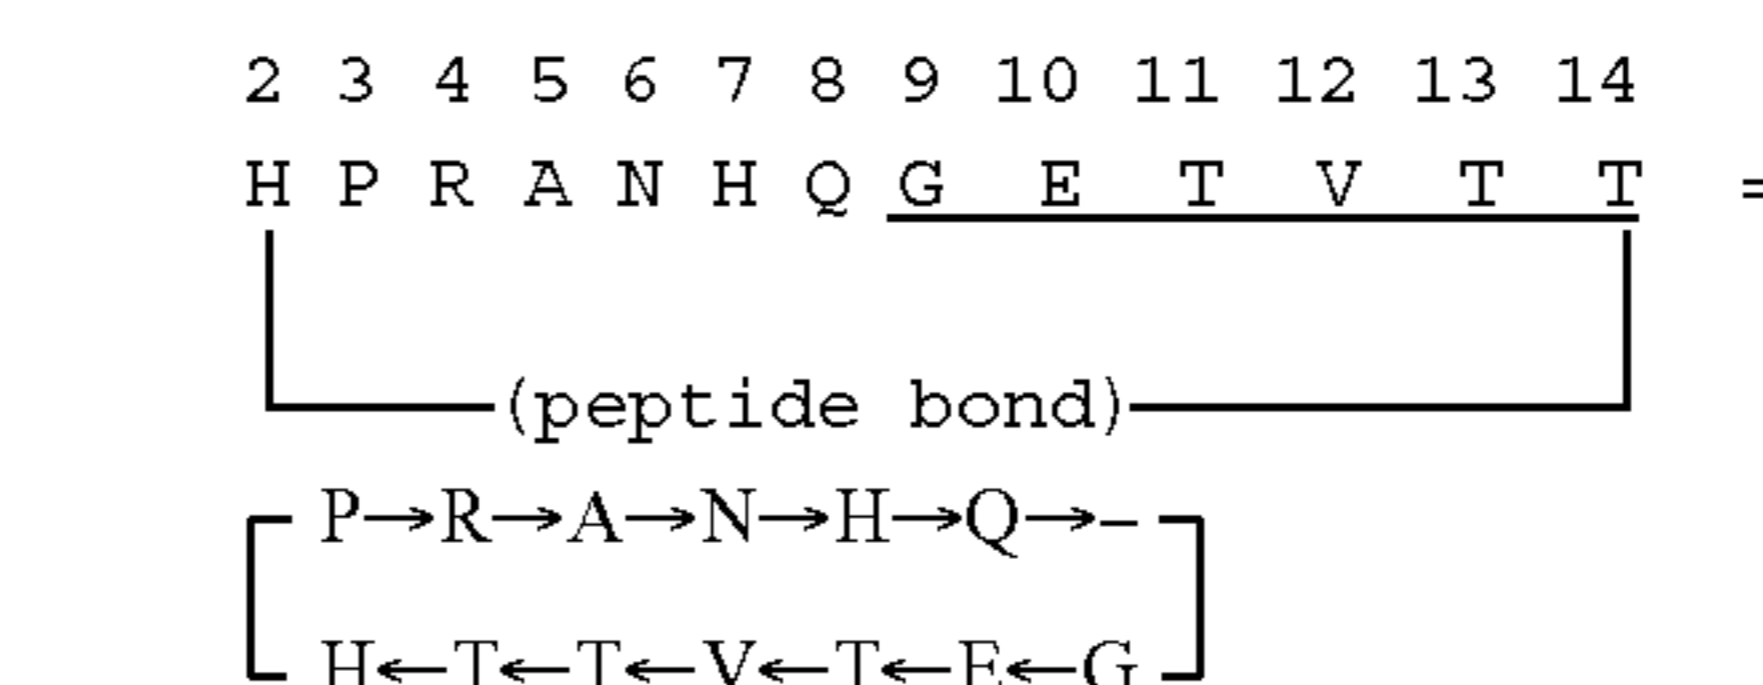 2 3 4 5 6 7 8 9 10 11 12 13 14
H P R A N H Q G E T V T T =
(peptide bond)
P→R→A→N→H→Q→–
H←T←T←V←T←E←G